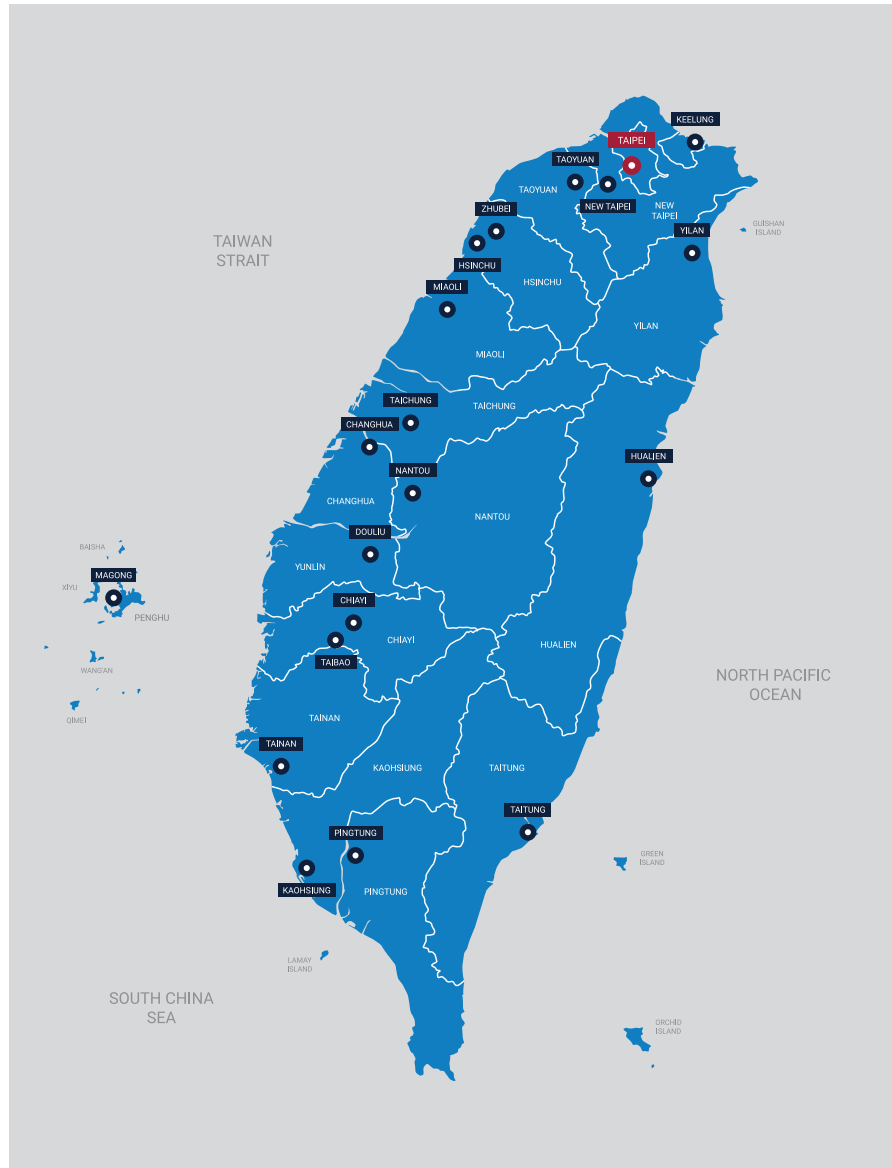 KEELUNG
TAIPEI
TAOYUAN
TAOYUAN
NEW TAIPEI
NEW
TAIPEI
ZHUBEI
GUISHAN
ISLAND
YILAN
TAIWAN
STRAIT
HSINCHU
HSINCHU
MIAOLI
YILAN
MIAOLI
TAICHUNG
TAICHUNG
CHANGHUA
HUALIEN
NANTOU
CHANGHUA
NANTOU
DOULIU
BAISHA
YUNLIN
MAGONG
XIYU
PENGHU
CHIAYI
CHIAYI
HUALIEN
TAIBAO
WANG'AN
NORTH PACIFIC
OCEAN
QIMEI
TAINAN
TAINAN
KAOHSIUNG
TAITUNG
TAITUNG
PINGTUNG
GREEN
ISLAND
KAOHSIUNG
PINGTUNG
LAMAY
ISLAND
SOUTH CHINA
SEA
ORCHID
ISLAND